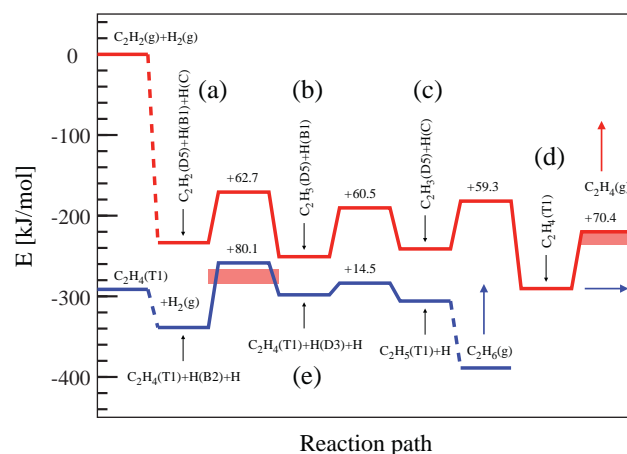 C₂H₂(g)+H₂(g)
0
-100
-200
-300
-400
E [kJ/mol]
(a)
(b)
(c)
(d)
(e)
C₂H₂(D5)+H(B1)+H(C)
C₂H₃(D5)+H(B1)
C₂H₃(D5)+H(C)
C₂H₄(T1)
C₂H₄(g)
+62.7
+60.5
+59.3
+70.4
+80.1
+14.5
C₂H₄(T1)
+H₂(g)
C₂H₄(T1)+H(B2)+H
C₂H₄(T1)+H(D3)+H
C₂H₅(T1)+H
C₂H₆(g)
Reaction path